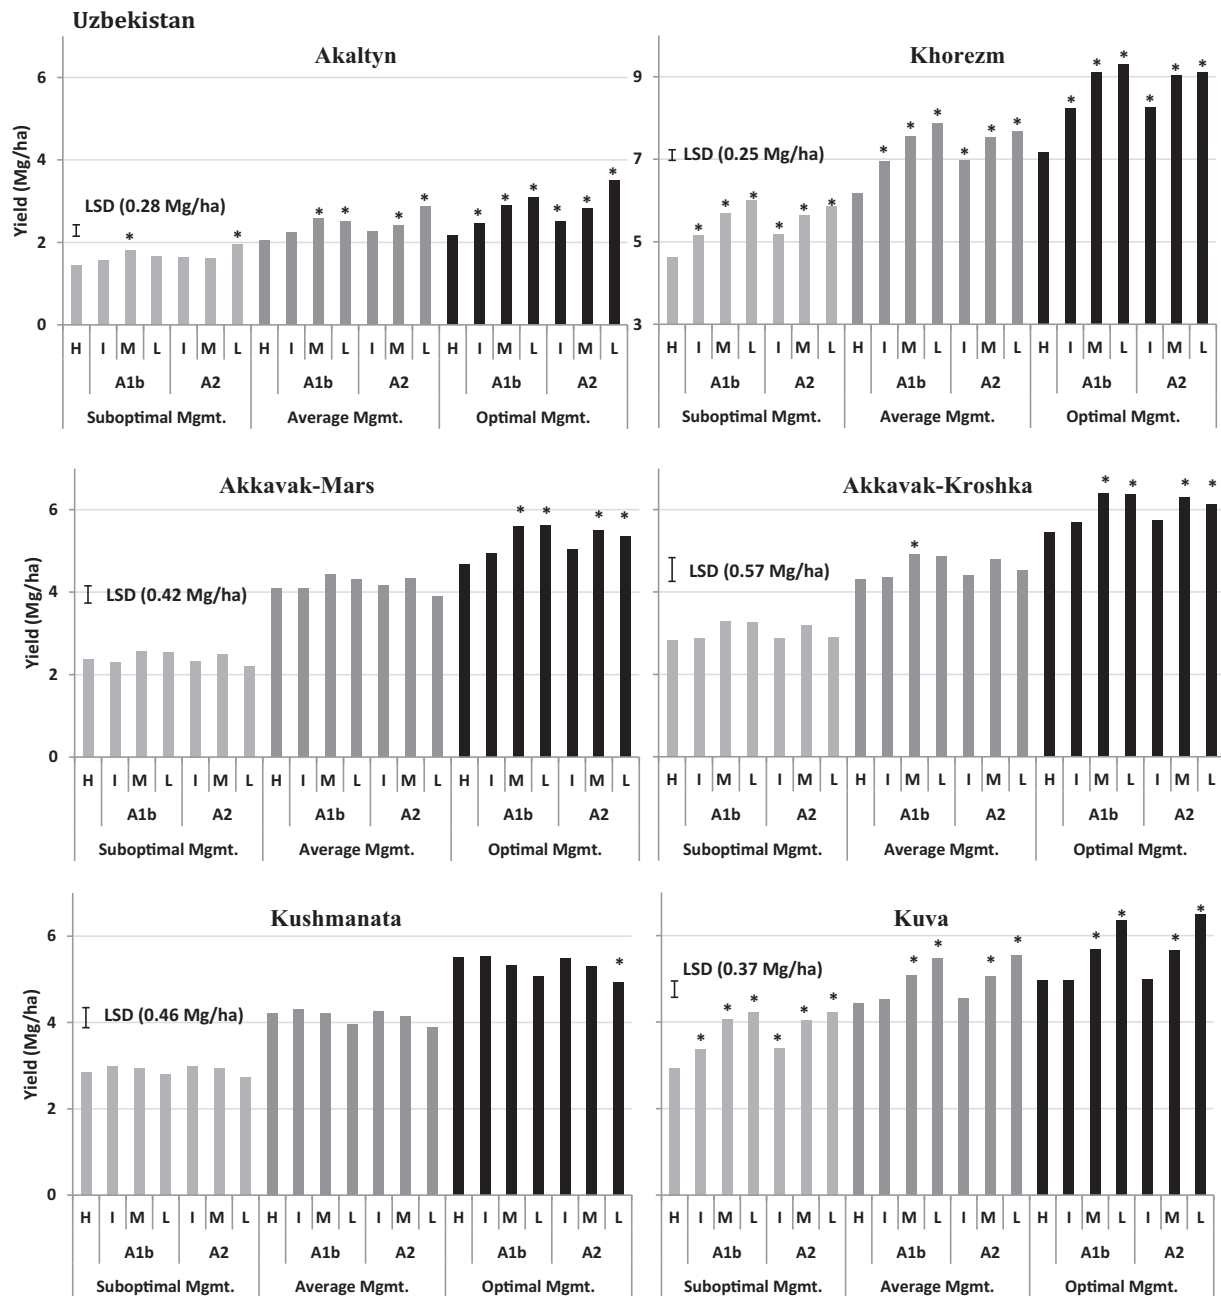 Uzbekistan
Akaltyn
Yield (Mg/ha)
6
4
2
0
LSD (0.28 Mg/ha)
* * * * * * * * * * * * *
H I M L I M L H I M L I M L H I M L I M L
A1b A2 A1b A2 A1b A2
Suboptimal Mgmt. Average Mgmt. Optimal Mgmt.
Khorezm
9
7
5
3
LSD (0.25 Mg/ha)
* * * * * * * * * * * * * * * * * *
H I M L I M L H I M L I M L H I M L I M L
A1b A2 A1b A2 A1b A2
Suboptimal Mgmt. Average Mgmt. Optimal Mgmt.
Akkavak-Mars
Yield (Mg/ha)
6
4
2
0
LSD (0.42 Mg/ha)
* * * *
H I M L I M L H I M L I M L H I M L I M L
A1b A2 A1b A2 A1b A2
Suboptimal Mgmt. Average Mgmt. Optimal Mgmt.
Akkavak-Kroshka
LSD (0.57 Mg/ha)
* * * * *
H I M L I M L H I M L I M L H I M L I M L
A1b A2 A1b A2 A1b A2
Suboptimal Mgmt. Average Mgmt. Optimal Mgmt.
Kushmanata
Yield (Mg/ha)
6
4
2
0
LSD (0.46 Mg/ha)
*
H I M L I M L H I M L I M L H I M L I M L
A1b A2 A1b A2 A1b A2
Suboptimal Mgmt. Average Mgmt. Optimal Mgmt.
Kuva
LSD (0.37 Mg/ha)
* * * * * * * * * * * * * *
H I M L I M L H I M L I M L H I M L I M L
A1b A2 A1b A2 A1b A2
Suboptimal Mgmt. Average Mgmt. Optimal Mgmt.